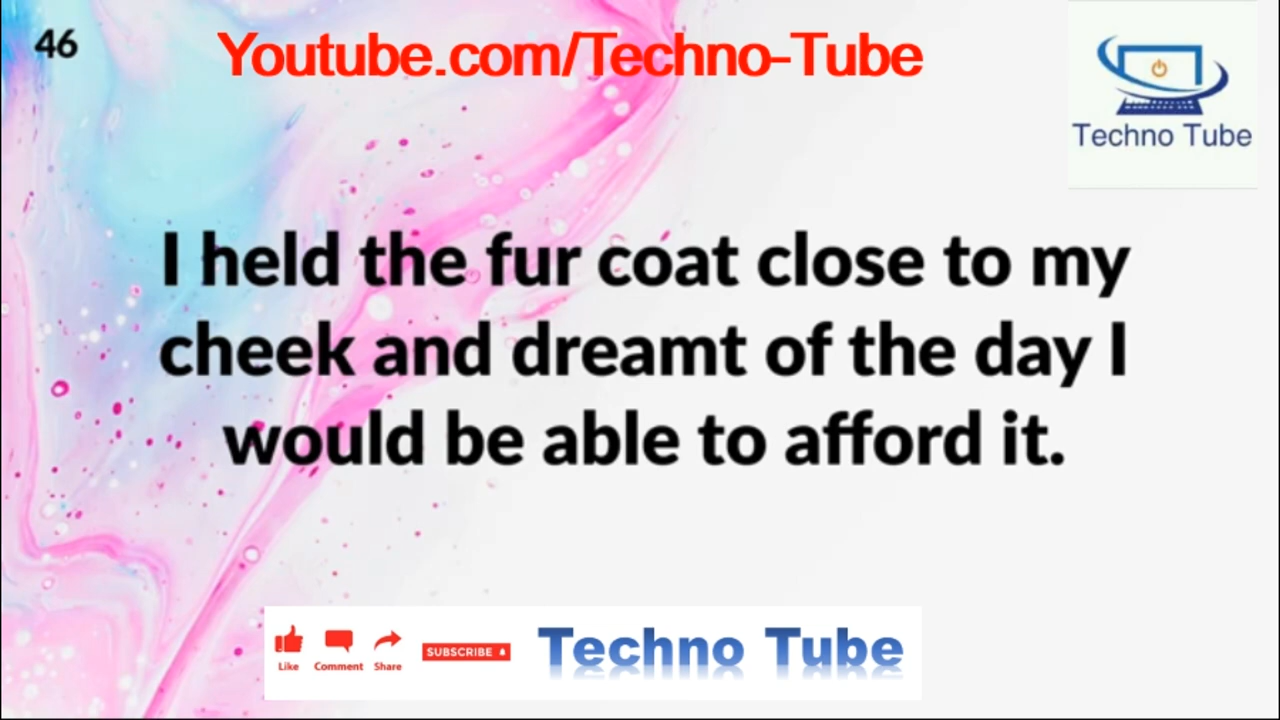 46
Youtube.com/Techno-Tube
Techno Tube
I held the fur coat close to my
cheek and dreamt of the day I
would be able to afford it.
Like Comment Share
SUBSCRIBE
Techno Tube